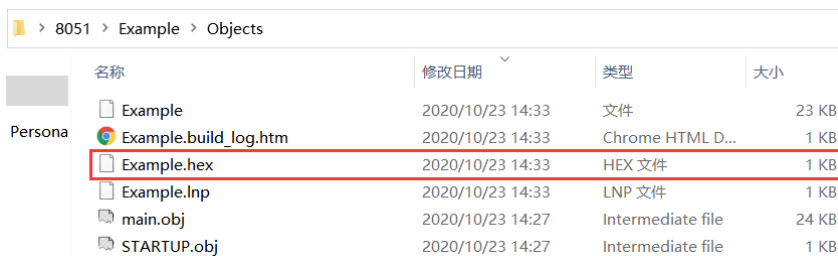 8051 > Example > Objects
名称 修改日期 类型 大小
Example 2020/10/23 14:33 文件 23 KB
Persona
Example.build_log.htm 2020/10/23 14:33 Chrome HTML D... 1 KB
Example.hex 2020/10/23 14:33 HEX 文件 1 KB
Example.lnp 2020/10/23 14:33 LNP 文件 1 KB
main.obj 2020/10/23 14:27 Intermediate file 24 KB
STARTUP.obj 2020/10/23 14:27 Intermediate file 1 KB